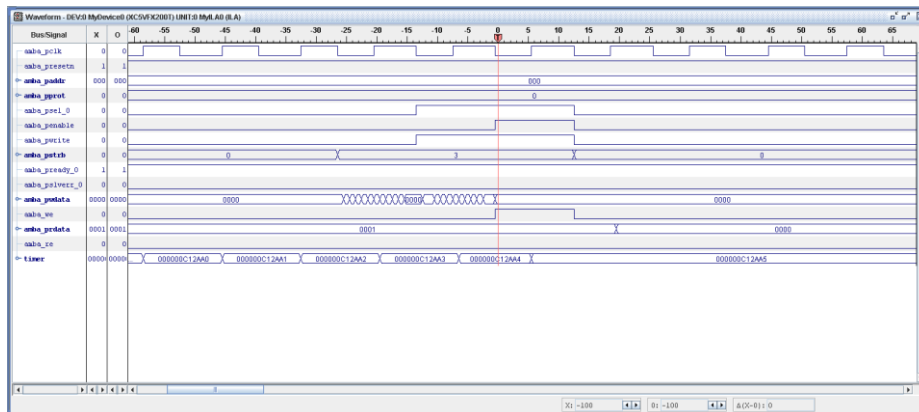 Waveform - DEV:0 MyDevice0 (XC5VFX200T) UNIT:0 MyILA0 (ILA)
Bus/Signal X O -60 -55 -50 -45 -40 -35 -30 -25 -20 -15 -10 -5 0 5 10 15 20 25 30 35 40 45 50 55 60 65
amba_pclk 0 0
amba_presetn 1 1
amba_paddr 000 000 000
amba_pprot 0 0 0
amba_psel_0 0 0
amba_penable 0 0
amba_pwrite 0 0
amba_pstrb 0 0 0 3 0
amba_pready_0 1 1
amba_pslverr_0 0 0
amba_pwdata 0000 0000 0000 0000 0000
amba_we 0 0
amba_prdata 0001 0001 0001 0000
amba_re 0 0
timer 0000 0000 000000C12AA0 000000C12AA1 000000C12AA2 000000C12AA3 000000C12AA4 000000C12AA5
X: -100 O: -100 Δ(X-O): 0